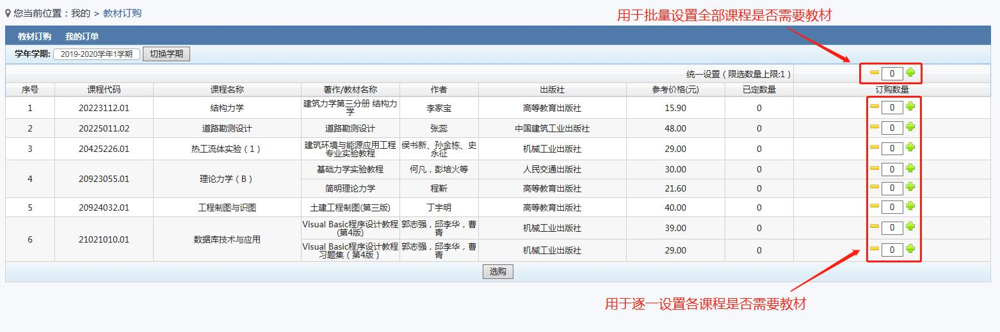 您当前位置：我的 > 教材订购
用于批量设置全部课程是否需要教材
教材订购 我的订单
学年学期: 2019-2020学年1学期 切换学期
统一设置（限选数量上限:1） 0
序号 课程代码 课程名称 著作/教材名称 作者 出版社 参考价格(元) 已定数量 订购数量
1 20223112.01 结构力学 建筑力学第三分册 结构力学 李家宝 高等教育出版社 15.90 0 0
2 20225011.02 道路勘测设计 道路勘测设计 张蕊 中国建筑工业出版社 48.00 0 0
3 20425226.01 热工流体实验（1） 建筑环境与能源应用工程专业实验教程 侯书新、孙金栋、史永征 机械工业出版社 29.00 0 0
4 20923055.01 理论力学（B） 基础力学实验教程 何凡，彭培火等 人民交通出版社 30.00 0 0
简明理论力学 程靳 高等教育出版社 21.60 0 0
5 20924032.01 工程制图与识图 土建工程制图(第三版) 丁宇明 高等教育出版社 40.00 0 0
6 21021010.01 数据库技术与应用 Visual Basic程序设计教程(第4版) 郭志强，邱李华，曹青 机械工业出版社 39.00 0 0
Visual Basic程序设计教程习题集（第4版） 郭志强，邱李华，曹青 机械工业出版社 29.00 0 0
选购
用于逐一设置各课程是否需要教材